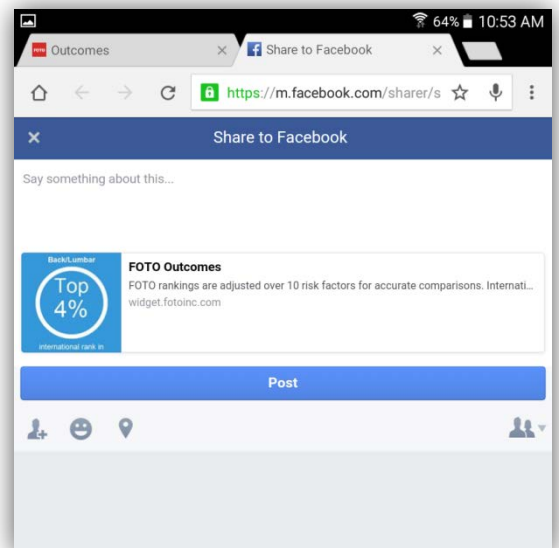 64% 10:53 AM
FOTO Outcomes × Share to Facebook ×
https://m.facebook.com/sharer/s
× Share to Facebook
Say something about this...
Back/Lumbar
Top
4%
international rank in
FOTO Outcomes
FOTO rankings are adjusted over 10 risk factors for accurate comparisons. Internati...
widget.fotoinc.com
Post